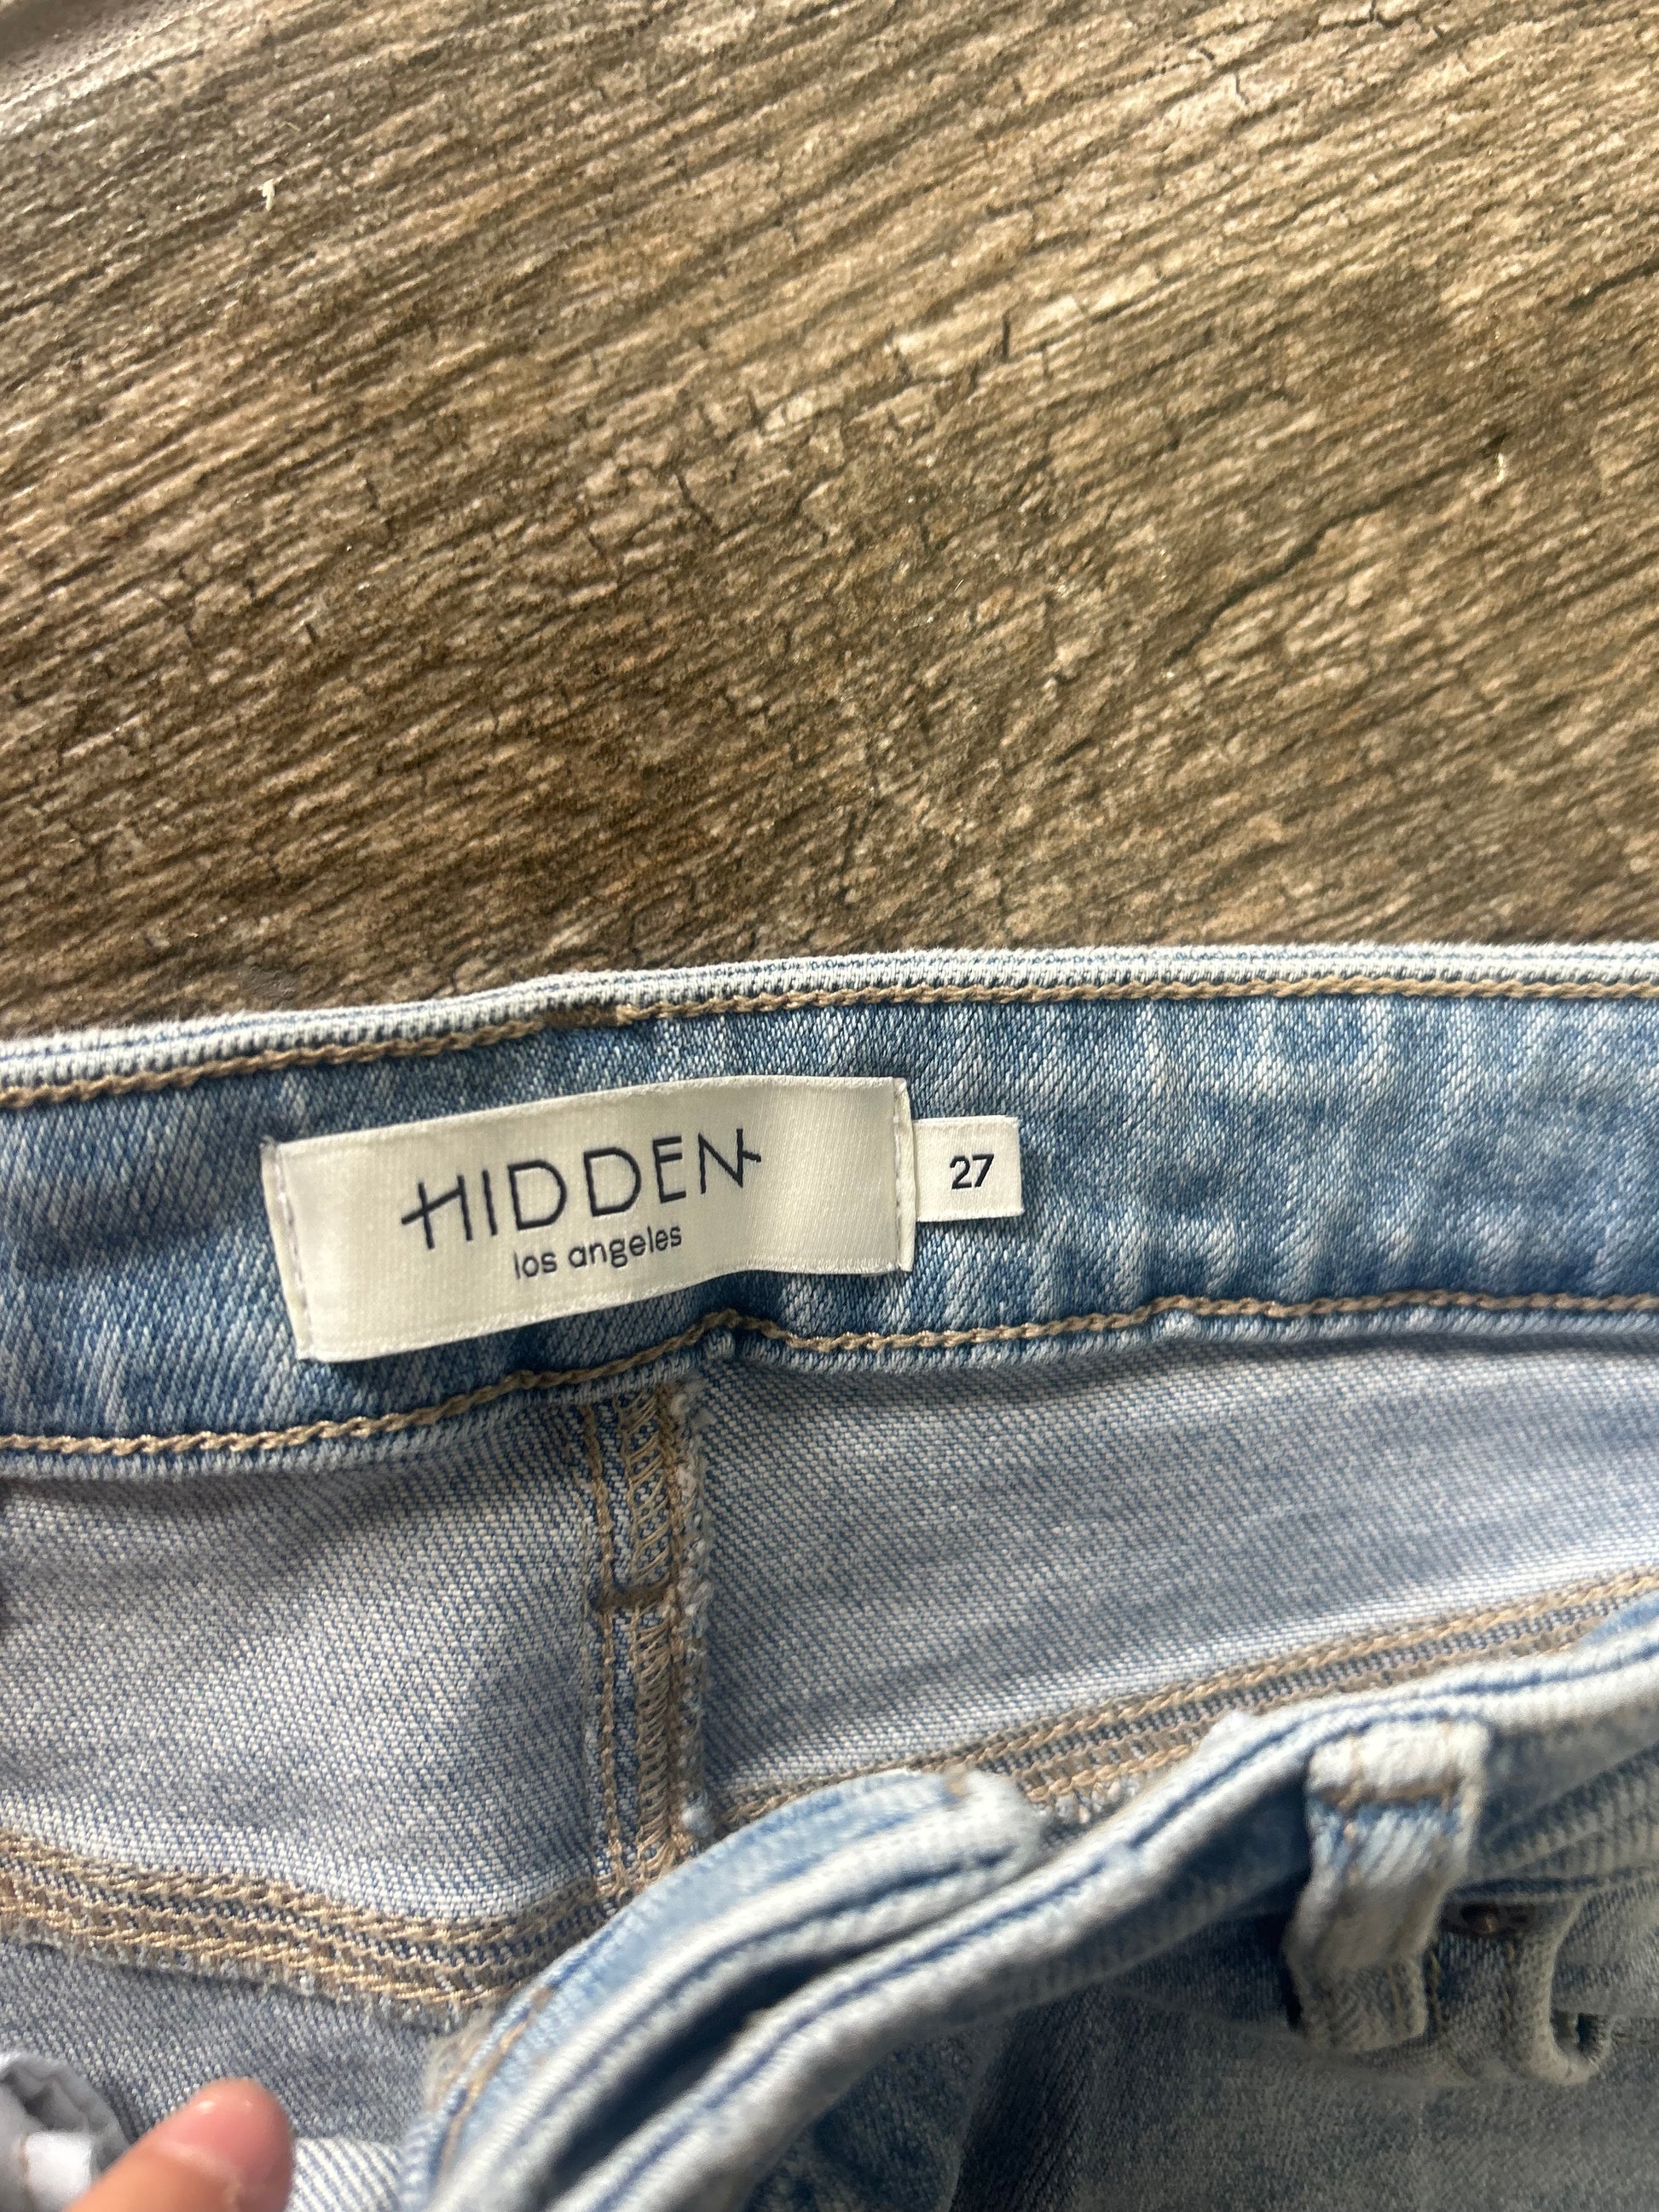 HIDDEN
los angeles
27